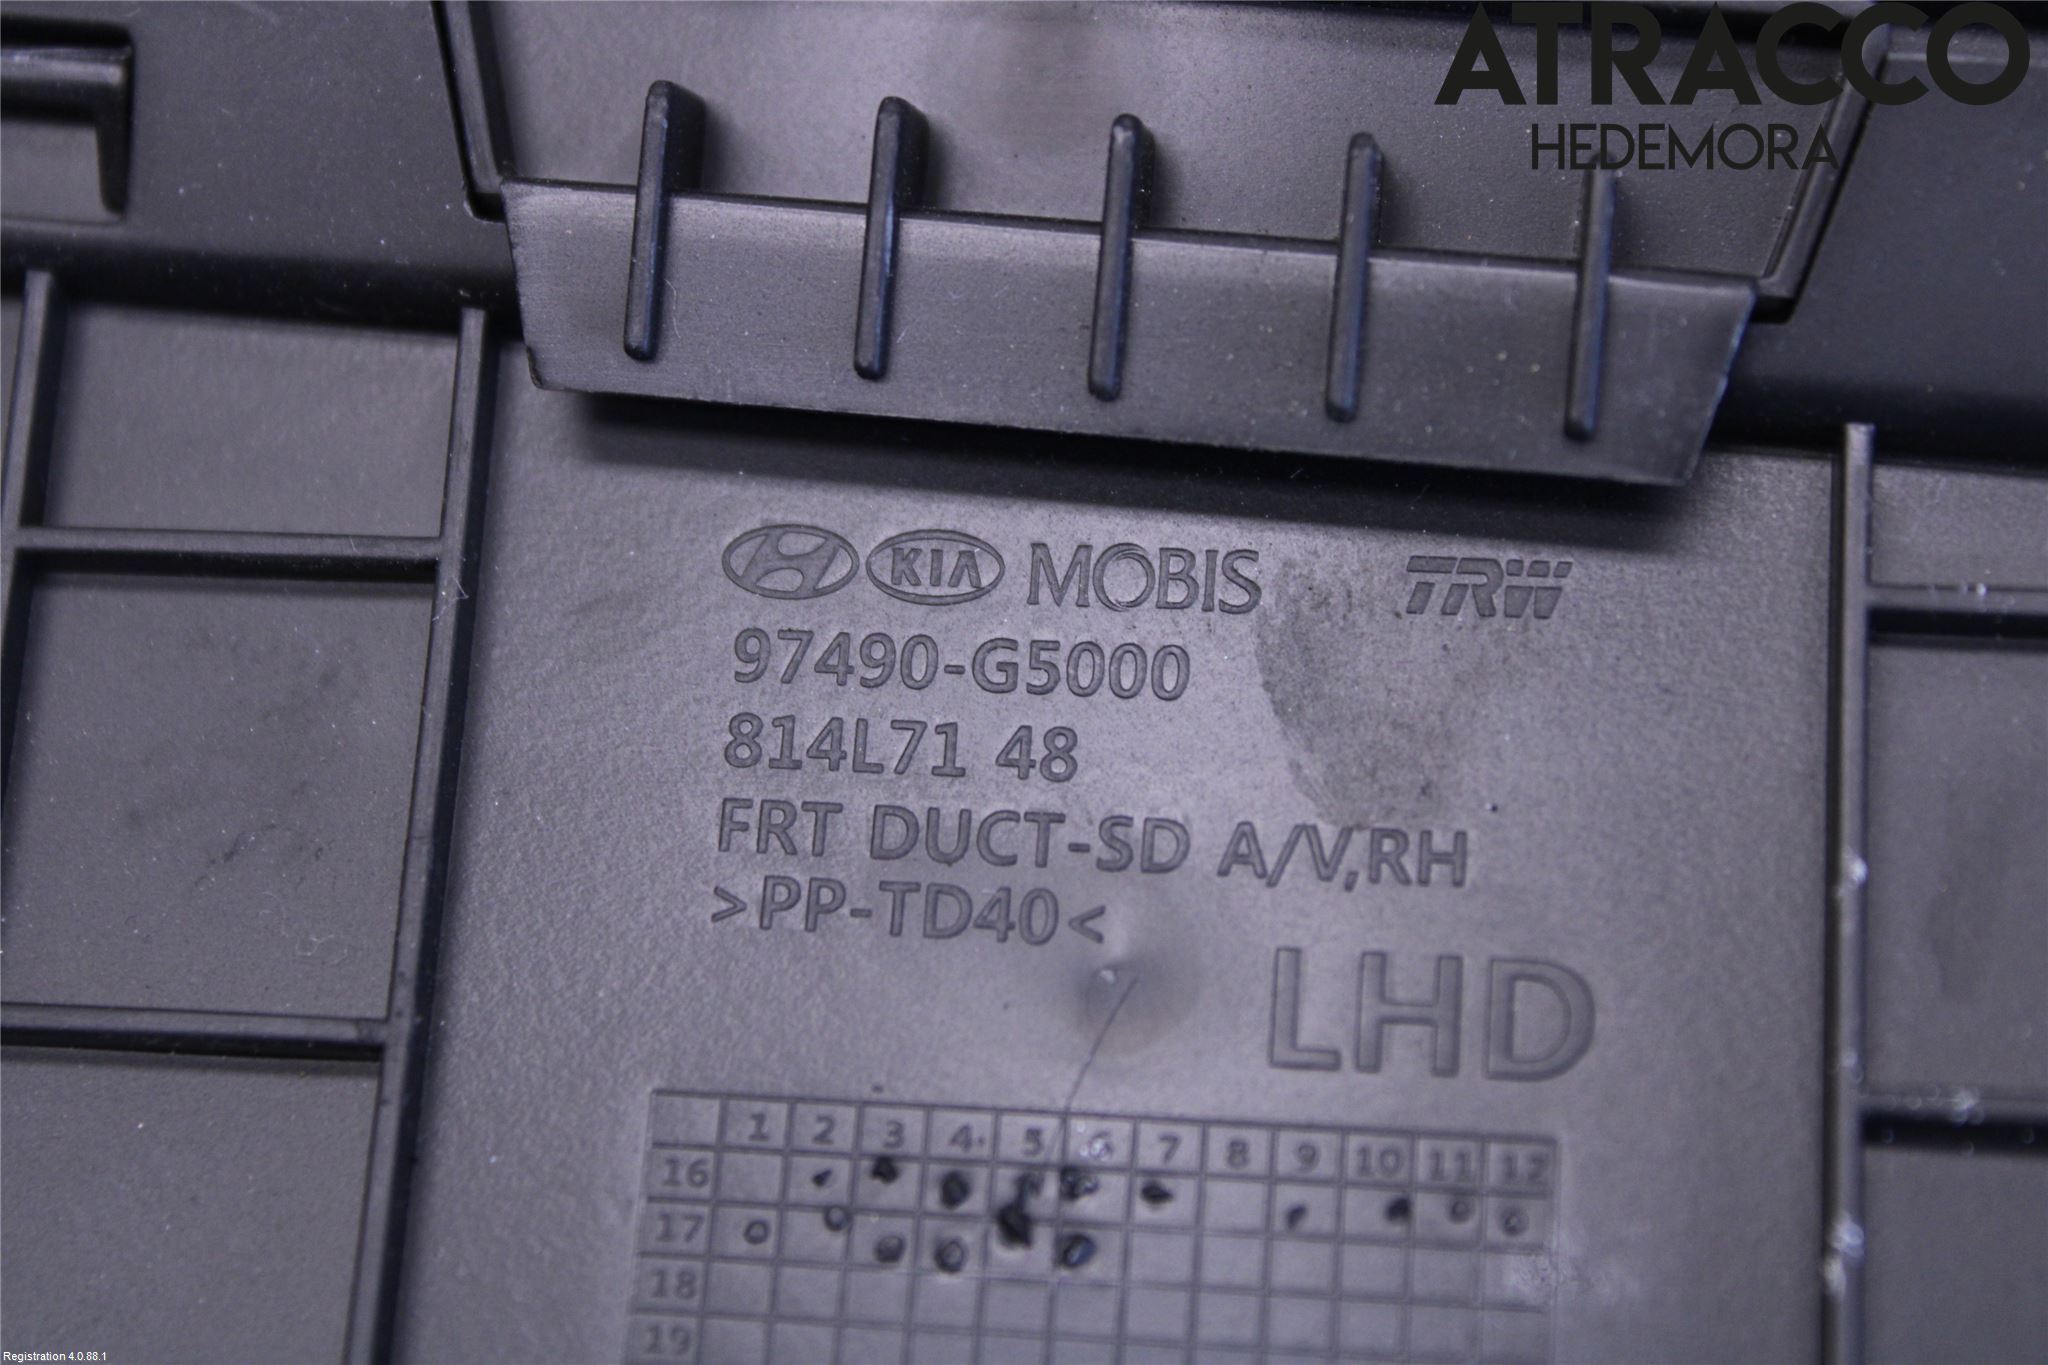 ATRACCO
HEDEMORA
KIA MOBIS TRW
97490-G5000
814L71 48
FRT DUCT-SD A/V,RH
>PP-TD40<
LHD
1 2 3 4 5 6 7 8 9 10 11 12
16
17
18
19
Registration 4.0.88.1